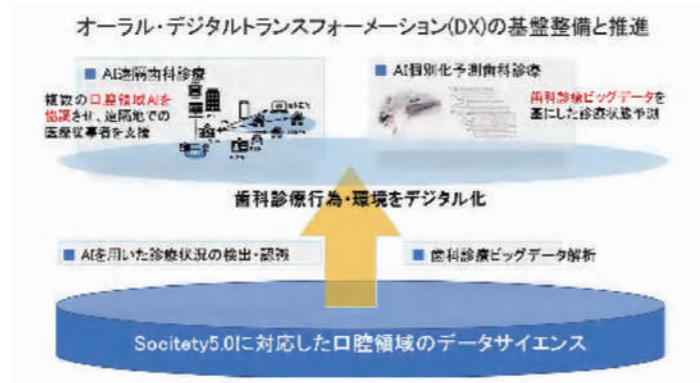 オーラル・デジタルトランスフォーメーション(DX)の基盤整備と推進
■ AI遠隔歯科診療
複数の口腔領域AIを
協調させ、遠隔地での
医療従事者を支援
■ AI個別化予測歯科診療
歯科診療ビッグデータを
基にした診療状態予測
歯科診療行為・環境をデジタル化
■ AIを用いた診療状況の検出・認識
■ 歯科診療ビッグデータ解析
Socitety5.0に対応した口腔領域のデータサイエンス